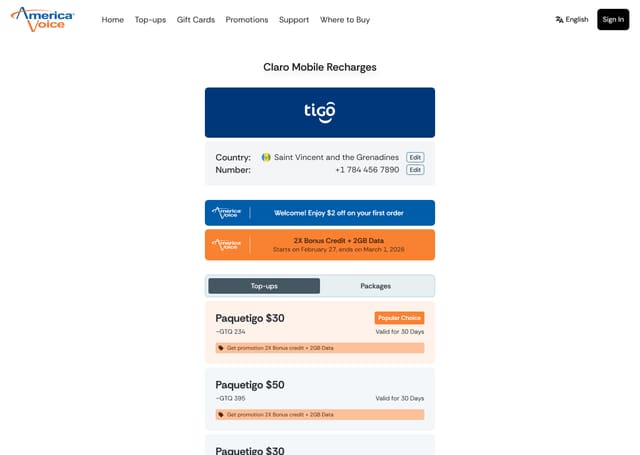 America Voice
Home Top-ups Gift Cards Promotions Support Where to Buy
English
Sign In
Claro Mobile Recharges
tigo
Country: Saint Vincent and the Grenadines Edit
Number: +1 784 456 7890 Edit
America Voice Welcome! Enjoy $2 off on your first order
America Voice 2X Bonus Credit + 2GB Data
Starts on February 27, ends on March 1, 2026
Top-ups Packages
Paquetigo $30 Popular Choice
~GTQ 234 Valid for 30 Days
Get promotion 2X Bonus credit + 2GB Data
Paquetigo $50
~GTQ 395 Valid for 30 Days
Get promotion 2X Bonus credit + 2GB Data
Paquetigo $30